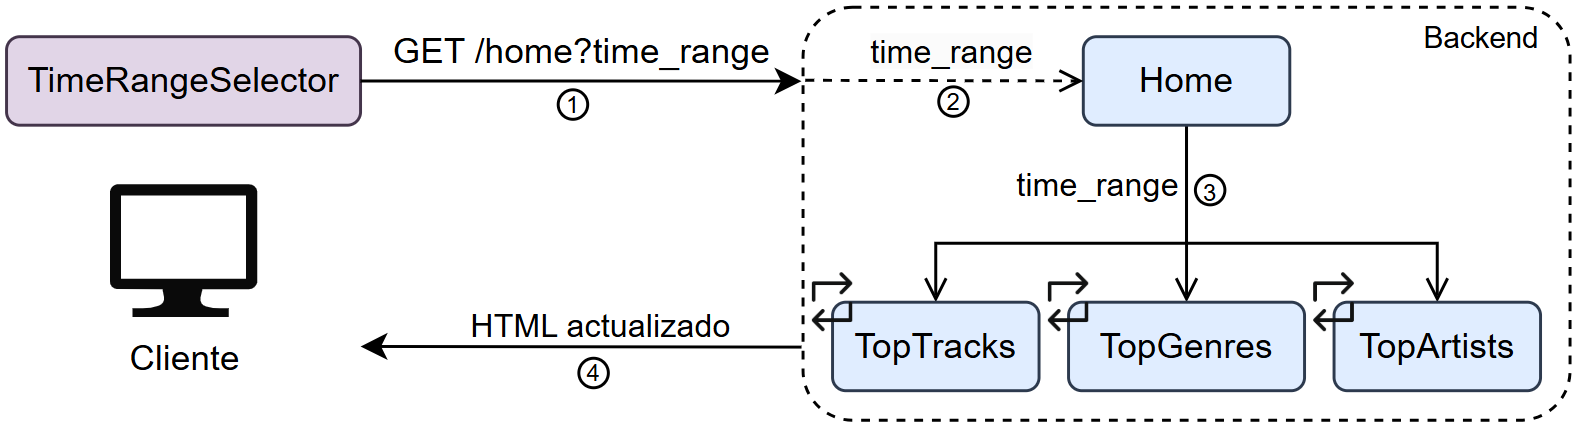 TimeRangeSelector
GET /home?time_range
1
time_range
2
Home
Backend
time_range
3
Cliente
HTML actualizado
4
TopTracks
TopGenres
TopArtists